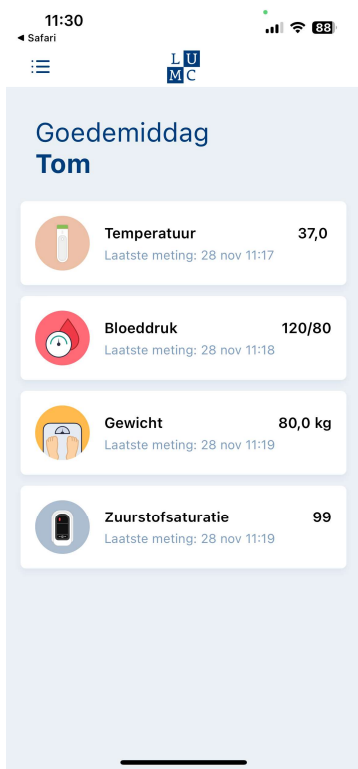 11:30
◀ Safari
88
L U
M C
Goedemiddag
Tom
Temperatuur 37,0
Laatste meting: 28 nov 11:17
Bloeddruk 120/80
Laatste meting: 28 nov 11:18
Gewicht 80,0 kg
Laatste meting: 28 nov 11:19
Zuurstofsaturatie 99
Laatste meting: 28 nov 11:19